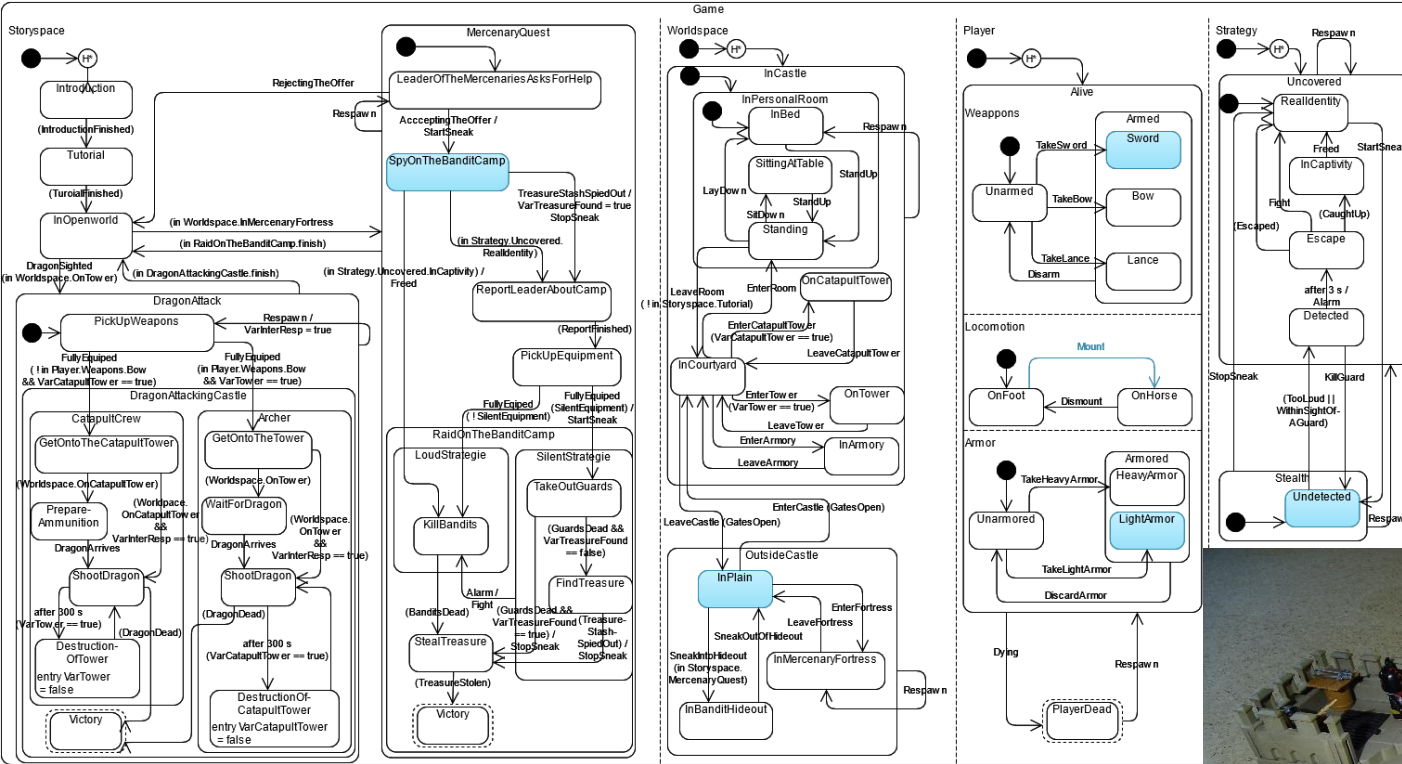 Game
Storyspace
H*
Introduction
(IntroductionFinished)
Tutorial
(TurorialFinished)
InOpenworld
DragonSighted
(in Worldspace.OnTower)
RejectingTheOffer
(in Worldspace.InMercenaryFortress
(in RaidOnTheBanditCamp.finish)
(in DragonAttackingCastle.finish)
DragonAttack
PickUpWeapons
Respawn /
VarInterResp = true
FullyEquiped
( ! in Player.Weapons.Bow
&& VarCatapultTower == true)
FullyEquiped
(in Player.Weapons.Bow
&& VarTower == true)
DragonAttackingCastle
CatapultCrew
GetOntoTheCatapultTower
(Worldspace.OnCatapultTower)
Prepare-
Ammunition
DragonArrives
(Worldpace.
OnCatapultTower
&&
VarInterResp == true)
ShootDragon
after 300 s
(VarTower == true)
(DragonDead)
Destruction-
OfTower
entry VarTower
= false
Victory
Archer
GetOntoTheTower
(Worldspace.OnTower)
WaitForDragon
DragonArrives
(Worldspace.
OnTower
&&
VarInterResp == true)
ShootDragon
(DragonDead)
after 300 s
(VarCatapultTower == true)
DestructionOf-
CatapultTower
entry VarCatapultTower
= false
MercenaryQuest
LeaderOfTheMercenariesAsksForHelp
Respawn
AccceptingTheOffer /
StartSneak
SpyOnTheBanditCamp
TreasureStashSpiedOut /
VarTreasureFound = true
StopSneak
(in Strategy.Uncovered.
RealIdentity)
(in Strategy.Uncovered.InCaptivity) /
Freed
ReportLeaderAboutCamp
(ReportFinished)
PickUpEquipment
FullyEqiped
( ! SilentEquipment)
FullyEquiped
(SilentEquipment) /
StartSneak
RaidOnTheBanditCamp
LoudStrategie
KillBandits
(BanditsDead)
SilentStrategie
TakeOutGuards
(GuardsDead &&
VarTreasureFound
== false)
FindTreasure
Alarm /
Fight
(GuardsDead &&
VarTreasureFound
== true) /
StopSneak
(Treasure-
Stash-
SpiedOut) /
StopSneak
StealTreasure
(TreasureStolen)
Victory
Worldspace
H*
InCastle
InPersonalRoom
InBed
Respawn
SittingAtTable
StandUp
LayDown
StandUp
SitDown
Standing
LeaveRoom
( ! in.Storyspace.Tutorial)
EnterRoom
OnCatapultTower
EnterCatapultTower
(VarCatapultTower == true)
LeaveCatapultTower
InCourtyard
EnterTower
(VarTower == true)
OnTower
LeaveTower
EnterArmory
InArmory
LeaveArmory
LeaveCastle (GatesOpen)
EnterCastle (GatesOpen)
OutsideCastle
InPlain
EnterFortress
LeaveFortress
SneakOutOfHideout
SneakIntoHideout
(in Storyspace.
MercenaryQuest)
InMercenaryFortress
Respawn
InBanditHideout
Player
H*
Alive
Weappons
Armed
TakeSword
Sword
Unarmed
TakeBow
Bow
TakeLance
Lance
Disarm
Locomotion
Mount
OnFoot
Dismount
OnHorse
Armor
Armored
TakeHeavyArmor
HeavyArmor
Unarmored
LightArmor
TakeLightArmor
DiscardArmor
Dying
Respawn
PlayerDead
Strategy
H*
Respawn
Uncovered
RealIdentity
Freed
StartSneak
InCaptivity
Fight
(CaughtUp)
(Escaped)
Escape
after 3 s /
Alarm
Detected
StopSneak
KillGuard
(TooLoud ||
WithinSightOf-
AGuard)
Stealth
Undetected
Respaw